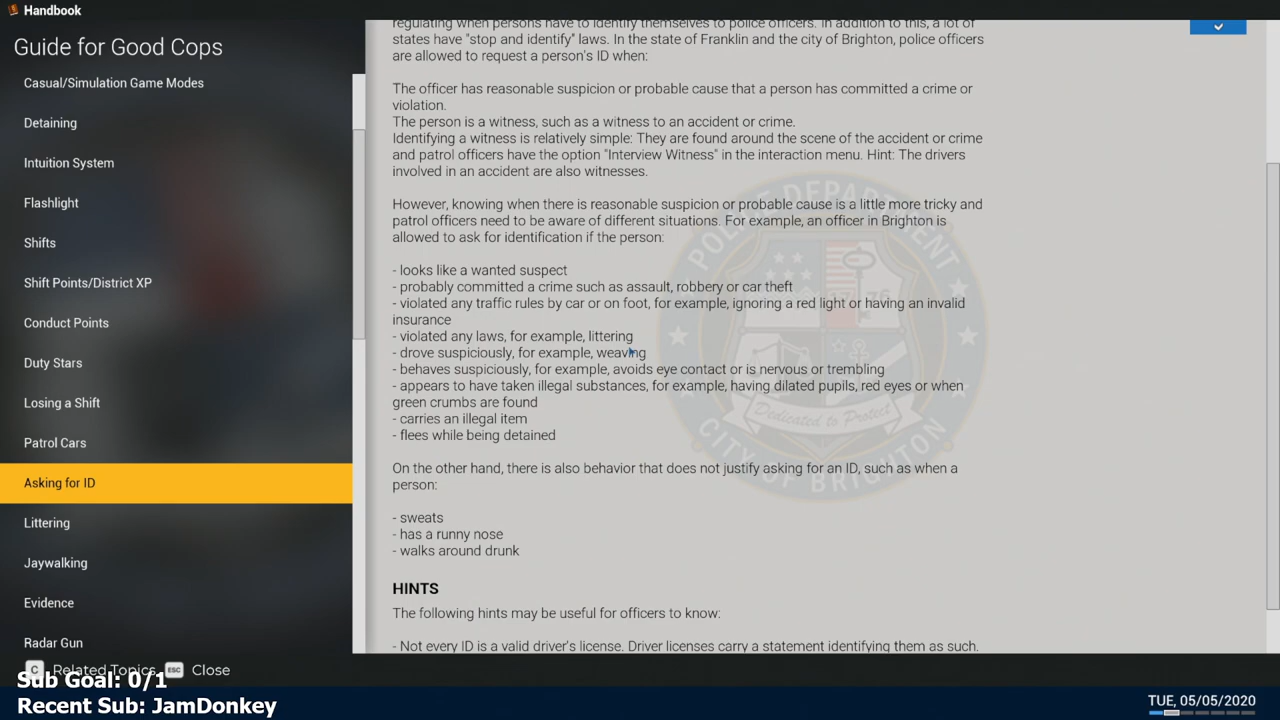 Handbook
Guide for Good Cops
Casual/Simulation Game Modes
Detaining
Intuition System
Flashlight
Shifts
Shift Points/District XP
Conduct Points
Duty Stars
Losing a Shift
Patrol Cars
Asking for ID
Littering
Jaywalking
Evidence
Radar Gun
C Related Topics ESC Close
Sub Goal: 0/1
Recent Sub: JamDonkey
regulating when persons have to identify themselves to police officers. In addition to this, a lot of
states have "stop and identify" laws. In the state of Franklin and the city of Brighton, police officers
are allowed to request a person's ID when:
The officer has reasonable suspicion or probable cause that a person has committed a crime or
violation.
The person is a witness, such as a witness to an accident or crime.
Identifying a witness is relatively simple: They are found around the scene of the accident or crime
and patrol officers have the option "Interview Witness" in the interaction menu. Hint: The drivers
involved in an accident are also witnesses.
However, knowing when there is reasonable suspicion or probable cause is a little more tricky and
patrol officers need to be aware of different situations. For example, an officer in Brighton is
allowed to ask for identification if the person:
- looks like a wanted suspect
- probably committed a crime such as assault, robbery or car theft
- violated any traffic rules by car or on foot, for example, ignoring a red light or having an invalid
insurance
- violated any laws, for example, littering
- drove suspiciously, for example, weaving
- behaves suspiciously, for example, avoids eye contact or is nervous or trembling
- appears to have taken illegal substances, for example, having dilated pupils, red eyes or when
green crumbs are found
- carries an illegal item
- flees while being detained
On the other hand, there is also behavior that does not justify asking for an ID, such as when a
person:
- sweats
- has a runny nose
- walks around drunk
HINTS
The following hints may be useful for officers to know:
- Not every ID is a valid driver's license. Driver licenses carry a statement identifying them as such.
POLICE DEPARTMENT
1776
Dedicated to Protect
CITY OF BRIGHTON
TUE, 05/05/2020